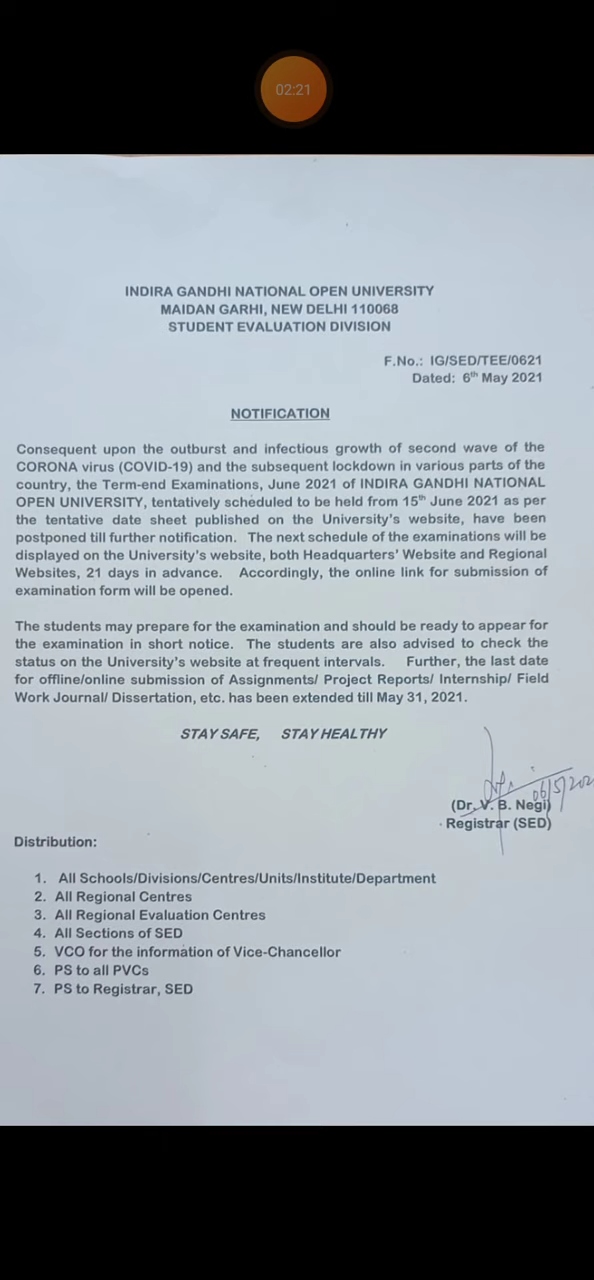 02:21
INDIRA GANDHI NATIONAL OPEN UNIVERSITY
MAIDAN GARHI, NEW DELHI 110068
STUDENT EVALUATION DIVISION
F.No.: IG/SED/TEE/0621
Dated: 6th May 2021
NOTIFICATION
Consequent upon the outburst and infectious growth of second wave of the
CORONA virus (COVID-19) and the subsequent lockdown in various parts of the
country, the Term-end Examinations, June 2021 of INDIRA GANDHI NATIONAL
OPEN UNIVERSITY, tentatively scheduled to be held from 15th June 2021 as per
the tentative date sheet published on the University's website, have been
postponed till further notification. The next schedule of the examinations will be
displayed on the University's website, both Headquarters' Website and Regional
Websites, 21 days in advance. Accordingly, the online link for submission of
examination form will be opened.
The students may prepare for the examination and should be ready to appear for
the examination in short notice. The students are also advised to check the
status on the University's website at frequent intervals. Further, the last date
for offline/online submission of Assignments/ Project Reports/ Internship/ Field
Work Journal/ Dissertation, etc. has been extended till May 31, 2021.
STAY SAFE, STAY HEALTHY
06/5/202
(Dr. V. B. Negi)
Registrar (SED)
Distribution:
1. All Schools/Divisions/Centres/Units/Institute/Department
2. All Regional Centres
3. All Regional Evaluation Centres
4. All Sections of SED
5. VCO for the information of Vice-Chancellor
6. PS to all PVCs
7. PS to Registrar, SED